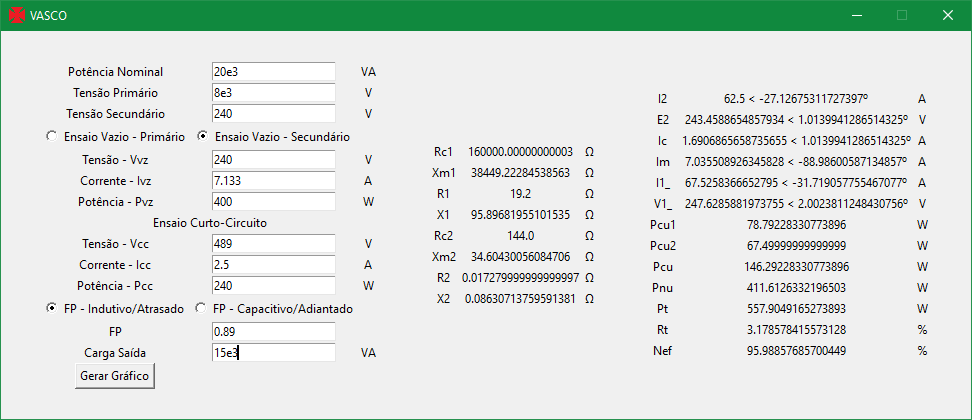 VASCO
Potência Nominal 20e3 VA
Tensão Primário 8e3 V
Tensão Secundário 240 V
Ensaio Vazio - Primário Ensaio Vazio - Secundário
Tensão - Vvz 240 V
Corrente - Ivz 7.133 A
Potência - Pvz 400 W
Ensaio Curto-Circuito
Tensão - Vcc 489 V
Corrente - Icc 2.5 A
Potência - Pcc 240 W
FP - Indutivo/Atrasado FP - Capacitivo/Adiantado
FP 0.89
Carga Saída 15e3 VA
Gerar Gráfico
Rc1 160000.00000000003 Ω
Xm1 38449.22284538563 Ω
R1 19.2 Ω
X1 95.89681955101535 Ω
Rc2 144.0 Ω
Xm2 34.60430056084706 Ω
R2 0.017279999999999997 Ω
X2 0.08630713759591381 Ω
I2 62.5 < -27.12675311727397º A
E2 243.4588654857934 < 1.0139941286514325º V
Ic 1.6906865658735655 < 1.0139941286514325º A
Im 7.035508926345828 < -88.98600587134857º A
I1_ 67.5258366652795 < -31.719057755467077º A
V1_ 247.6285881973755 < 2.0023811248430756º V
Pcu1 78.79228330773896 W
Pcu2 67.49999999999999 W
Pcu 146.29228330773896 W
Pnu 411.6126332196503 W
Pt 557.9049165273893 W
Rt 3.178578415573128 %
Nef 95.98857685700449 %